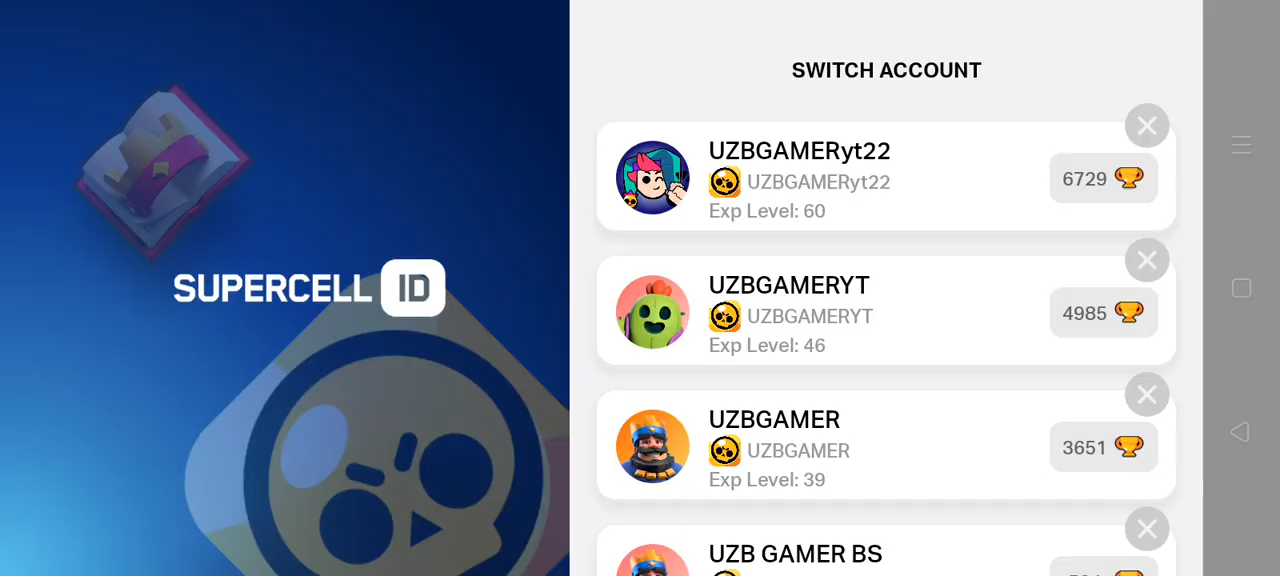 SUPERCELL ID
SWITCH ACCOUNT
UZBGAMERyt22
UZBGAMERyt22
Exp Level: 60
6729
UZBGAMERYT
UZBGAMERYT
Exp Level: 46
4985
UZBGAMER
UZBGAMER
Exp Level: 39
3651
UZB GAMER BS